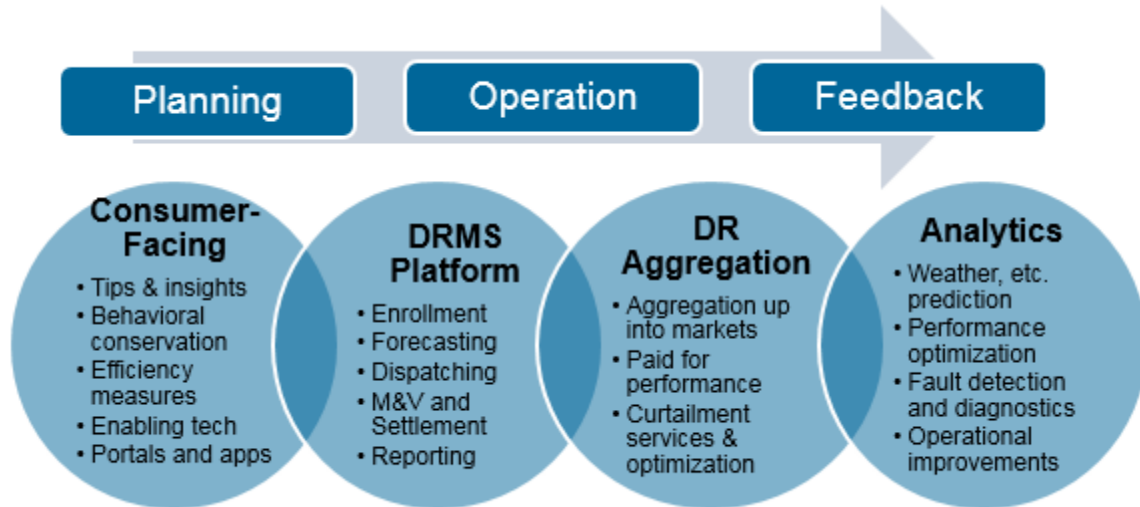 Planning
Operation
Feedback
Consumer-
Facing
• Tips & insights
• Behavioral
conservation
• Efficiency
measures
• Enabling tech
• Portals and apps
DRMS
Platform
• Enrollment
• Forecasting
• Dispatching
• M&V and
Settlement
• Reporting
DR
Aggregation
• Aggregation up
into markets
• Paid for
performance
• Curtailment
services &
optimization
Analytics
• Weather, etc.
prediction
• Performance
optimization
• Fault detection
and diagnostics
• Operational
improvements